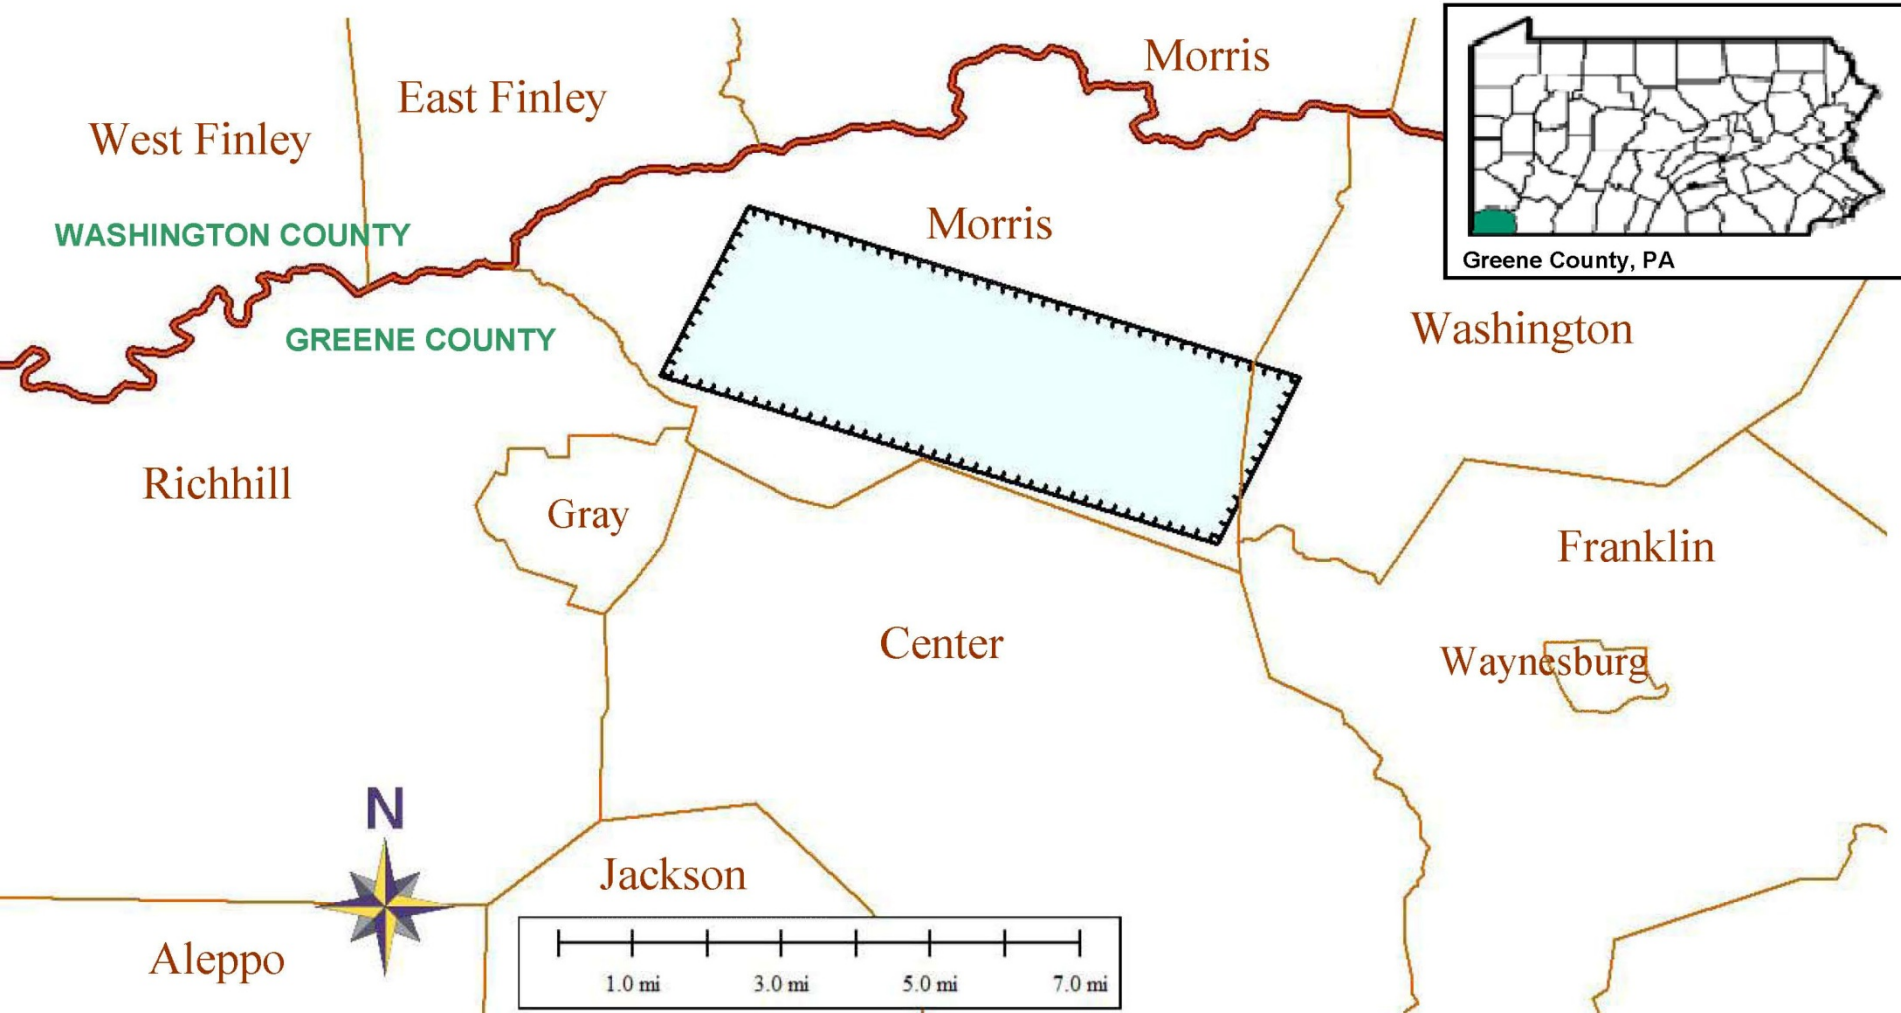 Morris
East Finley
West Finley
WASHINGTON COUNTY
Morris
Greene County, PA
GREENE COUNTY
Washington
Richhill
Gray
Franklin
Center
Waynesburg
N
Jackson
Aleppo
1.0 mi 3.0 mi 5.0 mi 7.0 mi